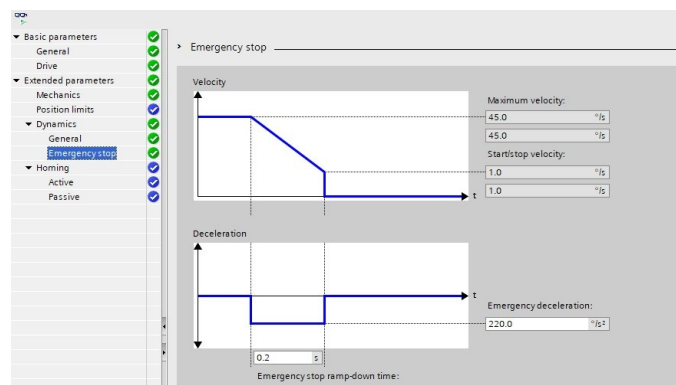 Basic parameters
General
Drive
Extended parameters
Mechanics
Position limits
Dynamics
General
Emergency stop
Homing
Active
Passive
Emergency stop
Velocity
t
Maximum velocity:
45.0 °/s
45.0 °/s
Start/stop velocity:
1.0 °/s
1.0 °/s
Deceleration
t
Emergency deceleration:
220.0 °/s²
0.2 s
Emergency stop ramp-down time: